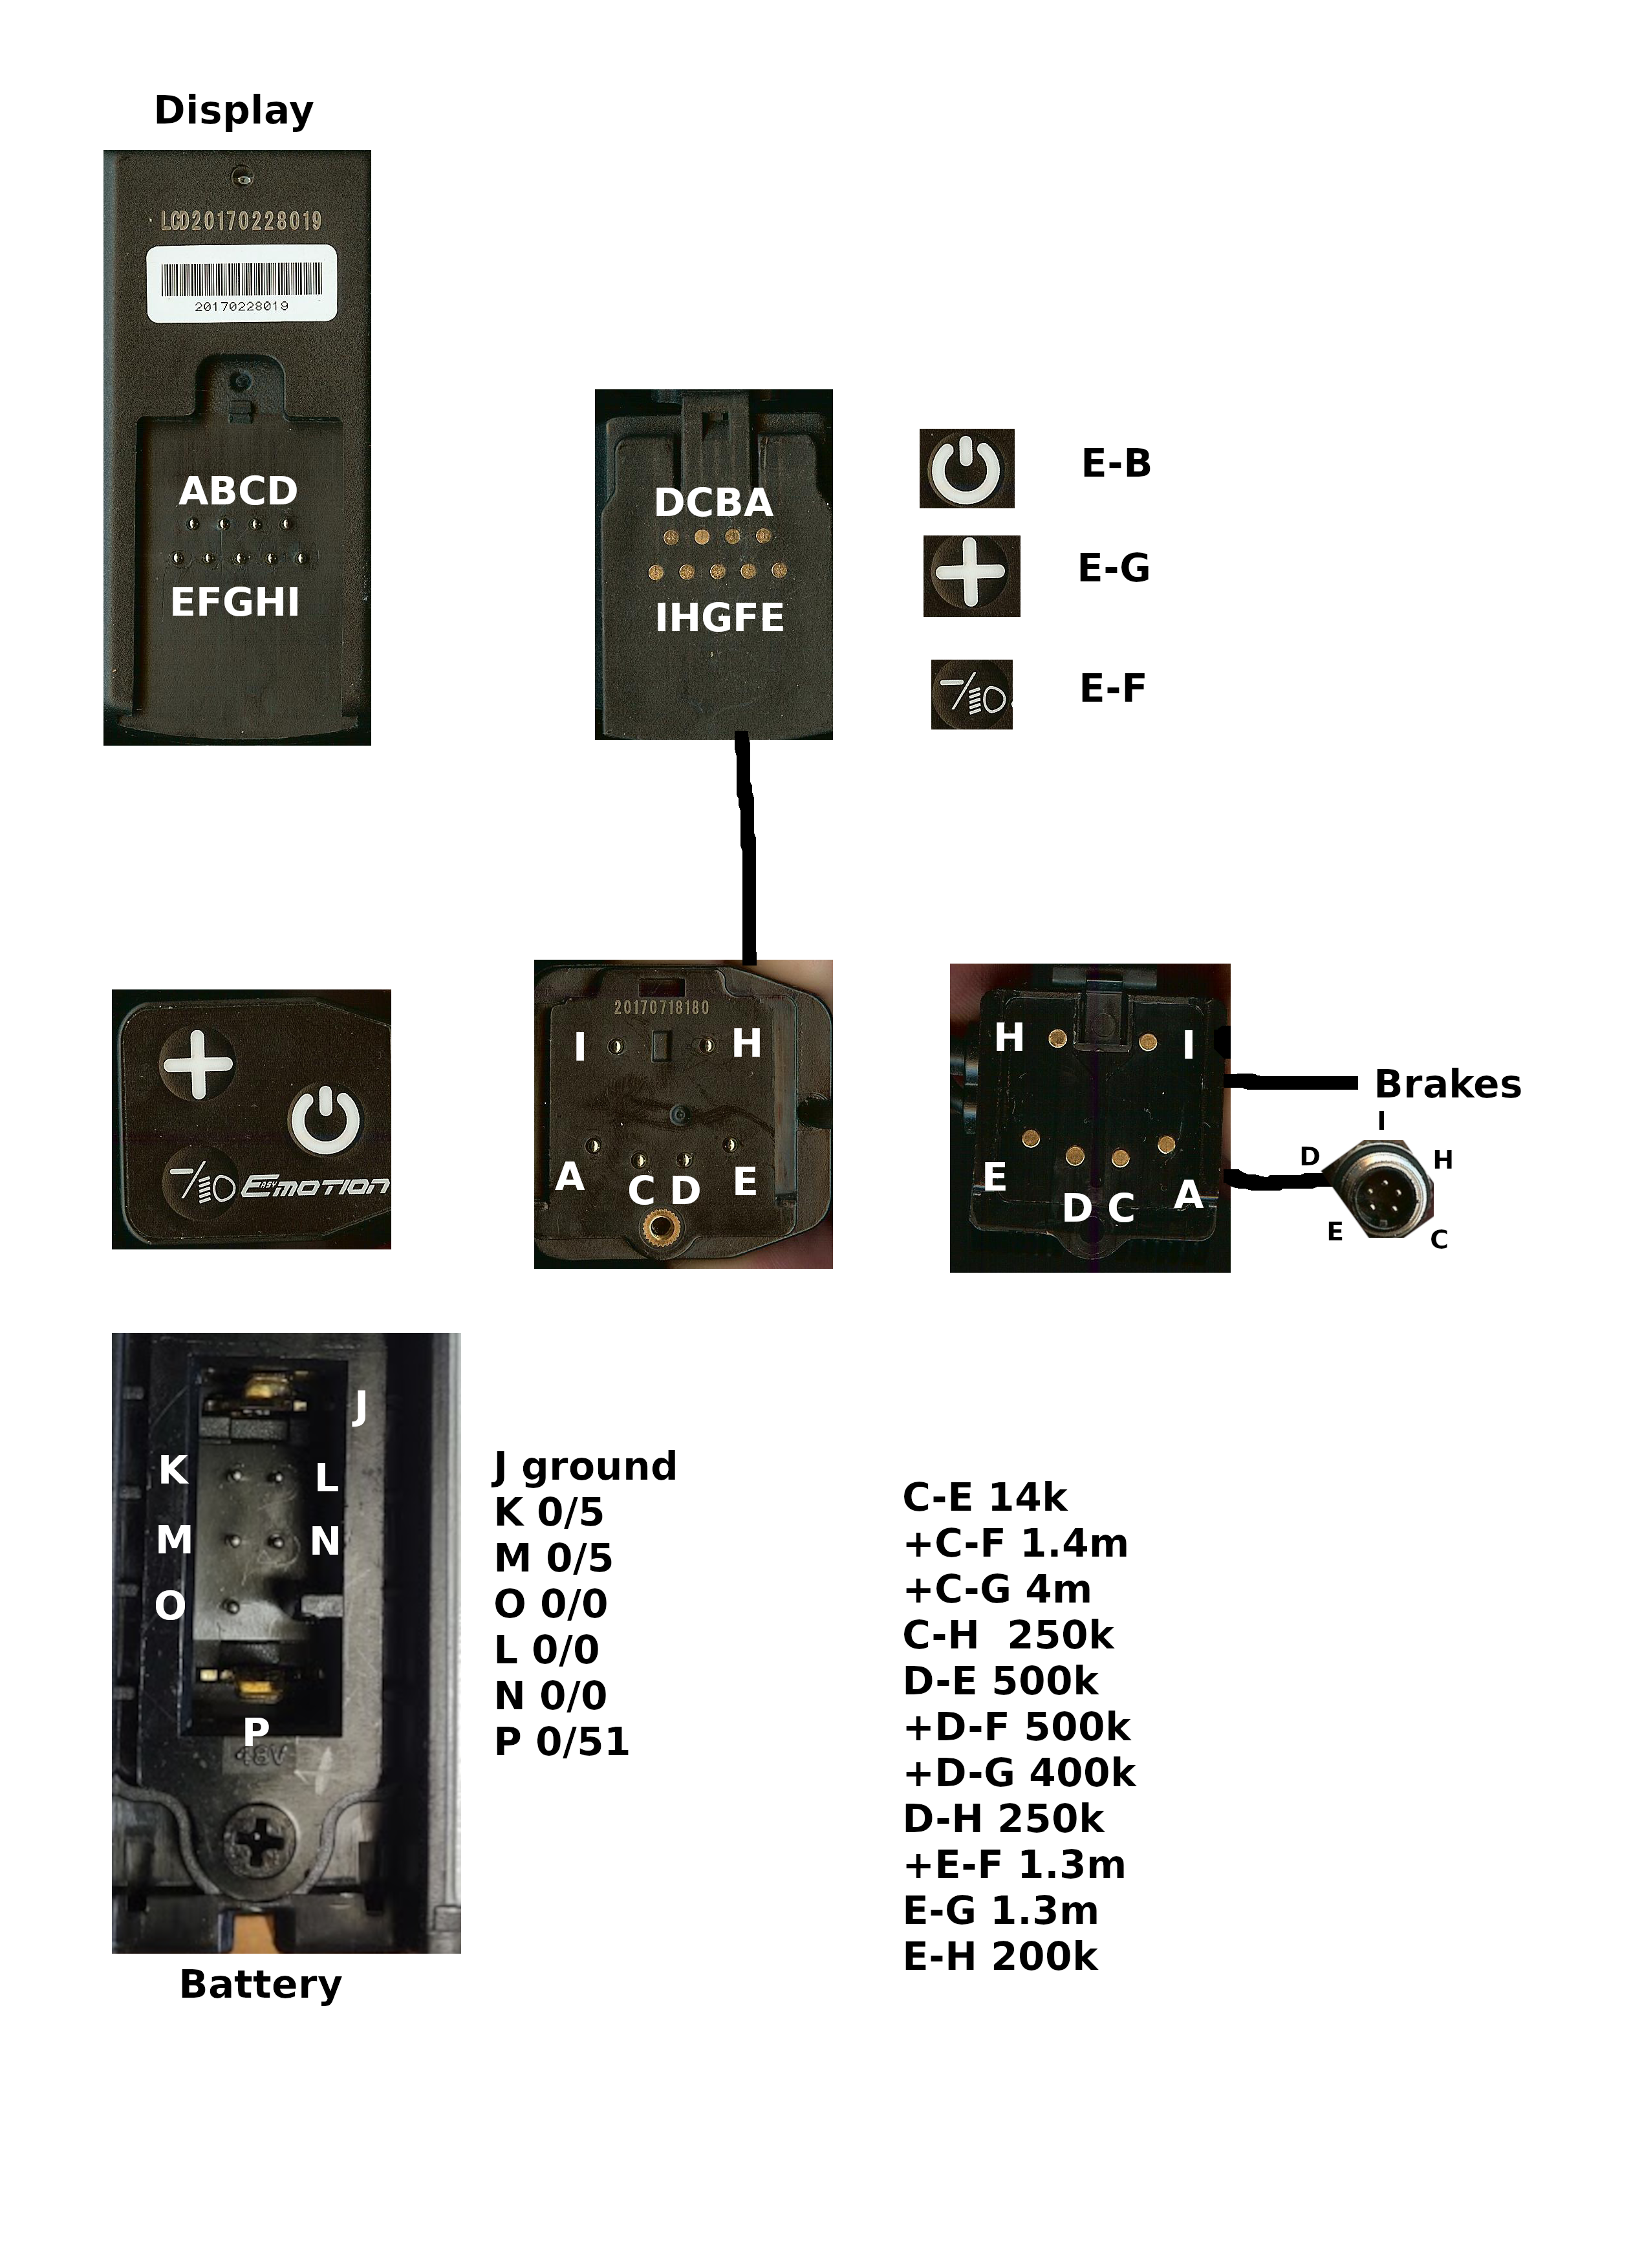 Display
LCD20170228019
20170228019
ABCD
EFGHI
DCBA
IHGFE
E-B
E-G
E-F
20170718180
I
H
A
C
D
E
EASY
EMOTION
H
I
E
D
C
A
Brakes
I
D
H
E
C
J
K
L
M
N
O
P
J ground
K 0/5
M 0/5
O 0/0
L 0/0
N 0/0
P 0/51
C-E 14k
+C-F 1.4m
+C-G 4m
C-H 250k
D-E 500k
+D-F 500k
+D-G 400k
D-H 250k
+E-F 1.3m
E-G 1.3m
E-H 200k
Battery